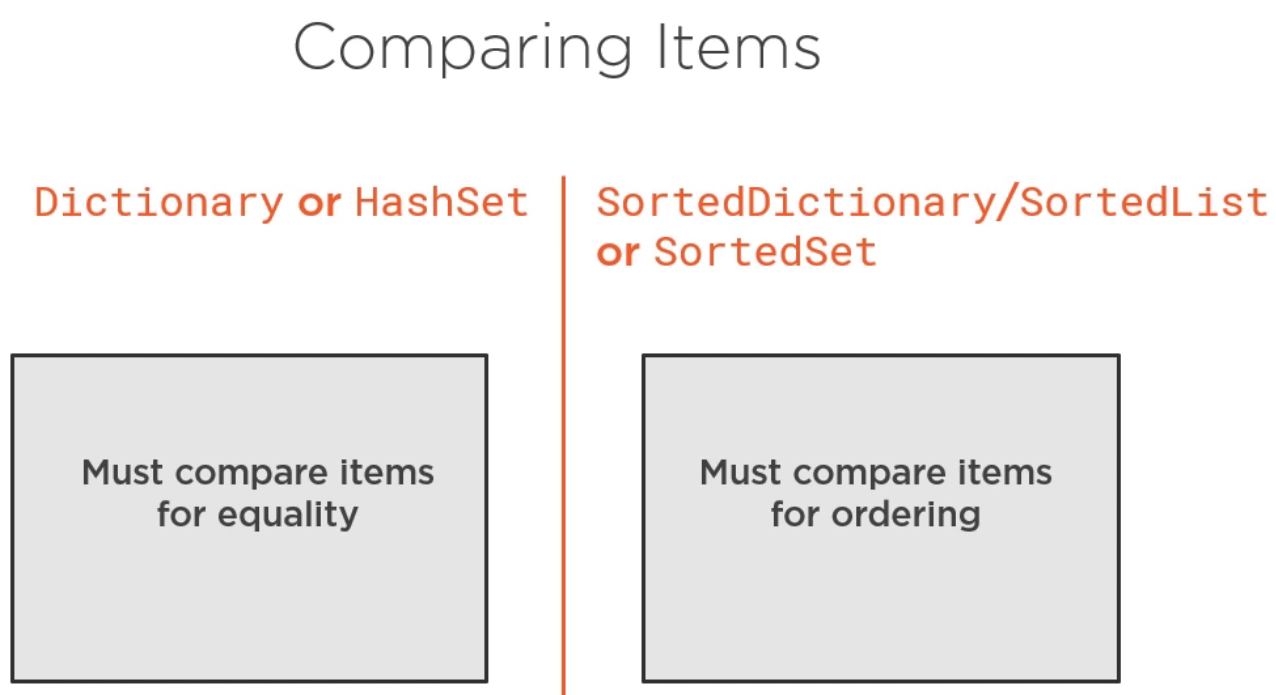 Comparing Items
Dictionary or HashSet
SortedDictionary/SortedList
or SortedSet
Must compare items
for equality
Must compare items
for ordering